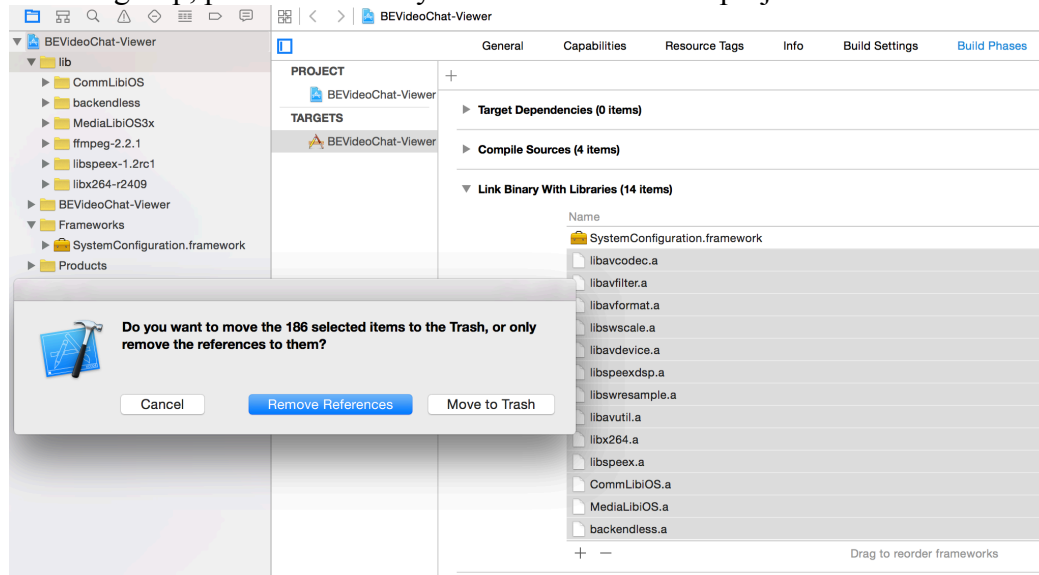 BEVideoChat-Viewer
BEVideoChat-Viewer
General Capabilities Resource Tags Info Build Settings Build Phases
lib
CommLibiOS
backendless
MediaLibiOS3x
ffmpeg-2.2.1
libspeex-1.2rc1
libx264-r2409
BEVideoChat-Viewer
Frameworks
SystemConfiguration.framework
Products
PROJECT
BEVideoChat-Viewer
TARGETS
BEVideoChat-Viewer
+
Target Dependencies (0 items)
Compile Sources (4 items)
Link Binary With Libraries (14 items)
Name
SystemConfiguration.framework
libavcodec.a
libavfilter.a
libavformat.a
libswscale.a
libavdevice.a
libspeexdsp.a
libswresample.a
libavutil.a
libx264.a
libspeex.a
CommLibiOS.a
MediaLibiOS.a
backendless.a
+ − Drag to reorder frameworks
Do you want to move the 186 selected items to the Trash, or only
remove the references to them?
Cancel Remove References Move to Trash